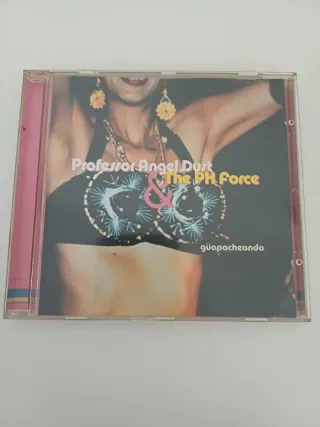 Professor Angel Dust
& The PH Force
güapacheando